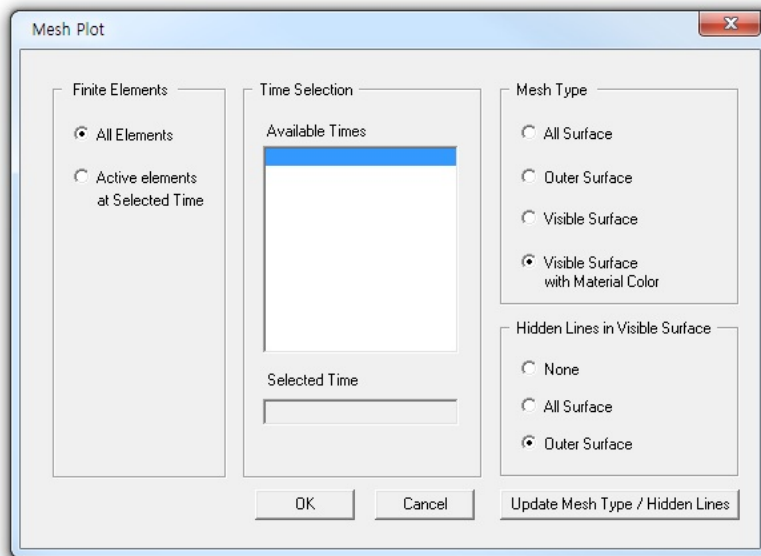 Mesh Plot
Finite Elements
All Elements
Active elements
at Selected Time
Time Selection
Available Times
Selected Time
Mesh Type
All Surface
Outer Surface
Visible Surface
Visible Surface
with Material Color
Hidden Lines in Visible Surface
None
All Surface
Outer Surface
OK
Cancel
Update Mesh Type / Hidden Lines